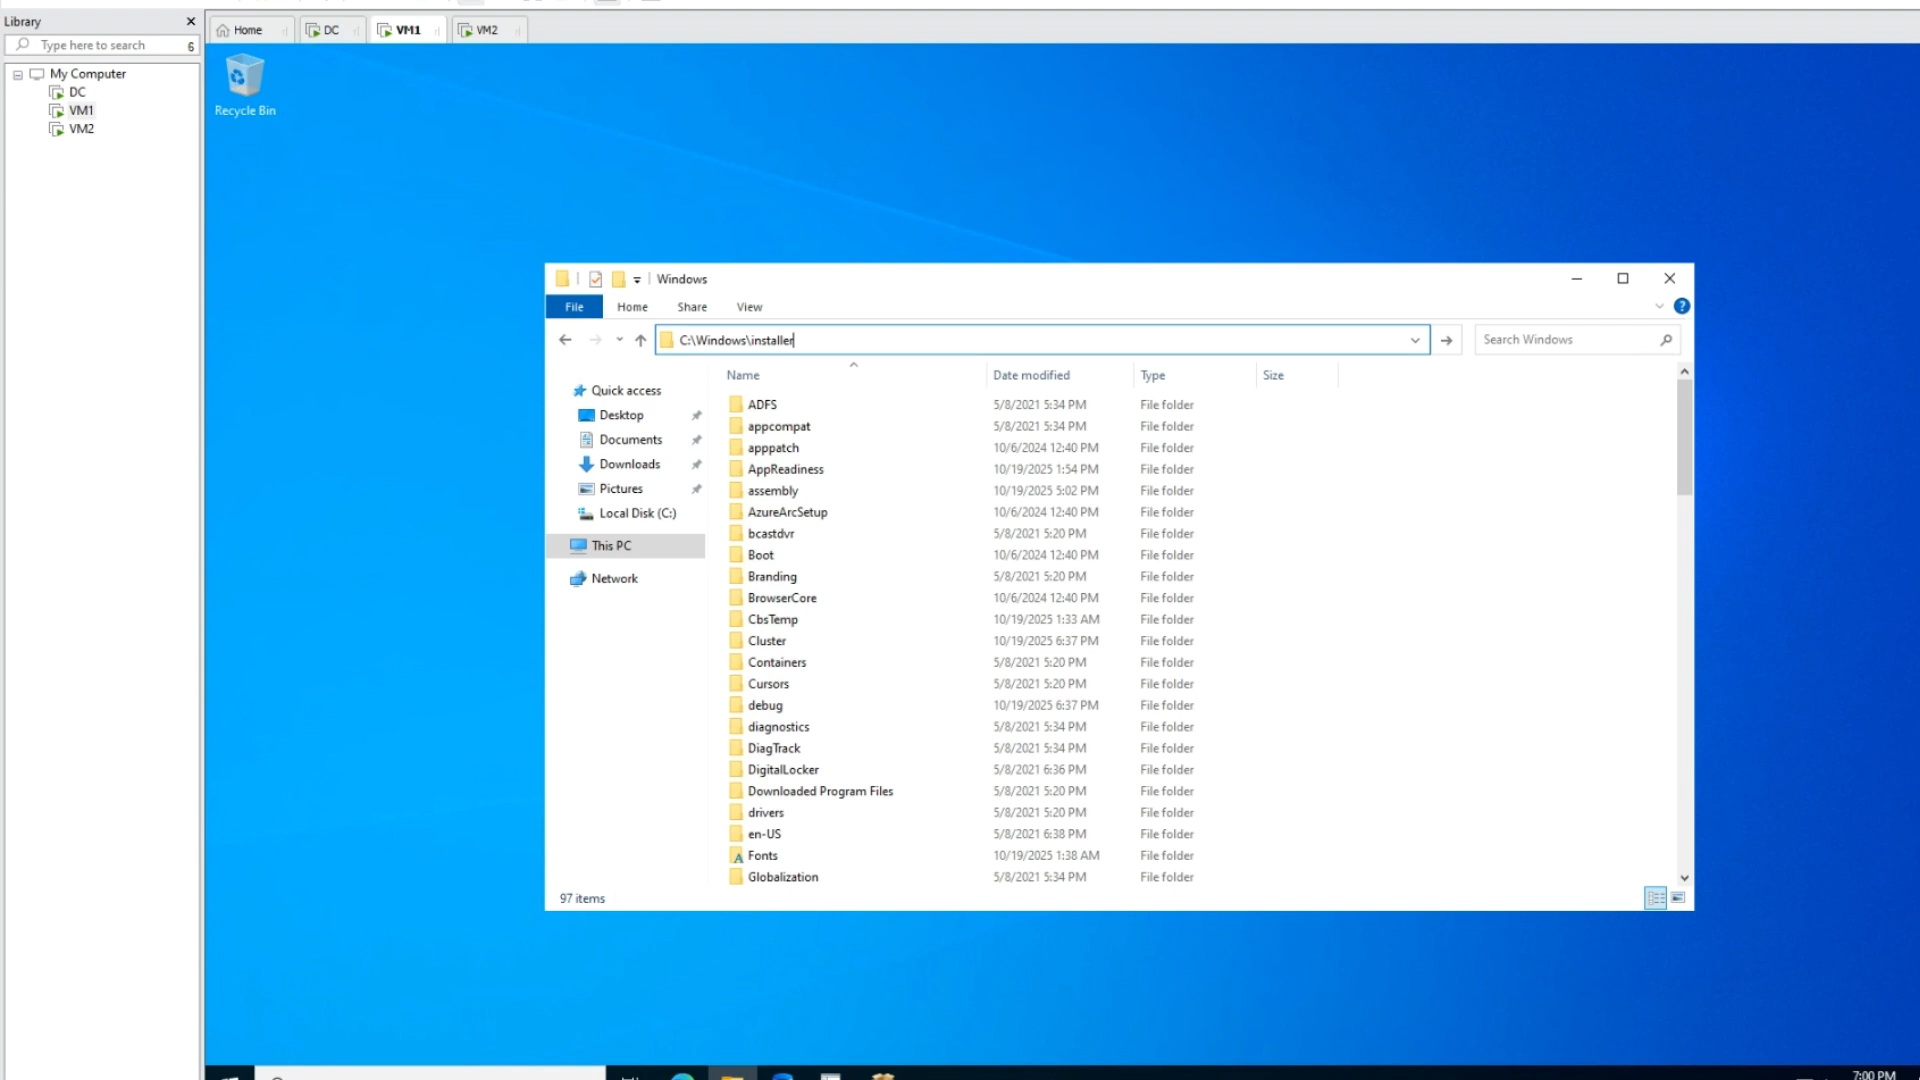 Library
Type here to search
6
My Computer
DC
VM1
VM2
Home
DC
VM1
VM2
Recycle Bin
Windows
File
Home
Share
View
C:\Windows\installer
Search Windows
Quick access
Desktop
Documents
Downloads
Pictures
Local Disk (C:)
This PC
Network
Name Date modified Type Size
ADFS 5/8/2021 5:34 PM File folder
appcompat 5/8/2021 5:34 PM File folder
apppatch 10/6/2024 12:40 PM File folder
AppReadiness 10/19/2025 1:54 PM File folder
assembly 10/19/2025 5:02 PM File folder
AzureArcSetup 10/6/2024 12:40 PM File folder
bcastdvr 5/8/2021 5:20 PM File folder
Boot 10/6/2024 12:40 PM File folder
Branding 5/8/2021 5:20 PM File folder
BrowserCore 10/6/2024 12:40 PM File folder
CbsTemp 10/19/2025 1:33 AM File folder
Cluster 10/19/2025 6:37 PM File folder
Containers 5/8/2021 5:20 PM File folder
Cursors 5/8/2021 5:20 PM File folder
debug 10/19/2025 6:37 PM File folder
diagnostics 5/8/2021 5:34 PM File folder
DiagTrack 5/8/2021 5:34 PM File folder
DigitalLocker 5/8/2021 6:36 PM File folder
Downloaded Program Files 5/8/2021 5:20 PM File folder
drivers 5/8/2021 5:20 PM File folder
en-US 5/8/2021 6:38 PM File folder
Fonts 10/19/2025 1:38 AM File folder
Globalization 5/8/2021 5:34 PM File folder
97 items
7:00 PM